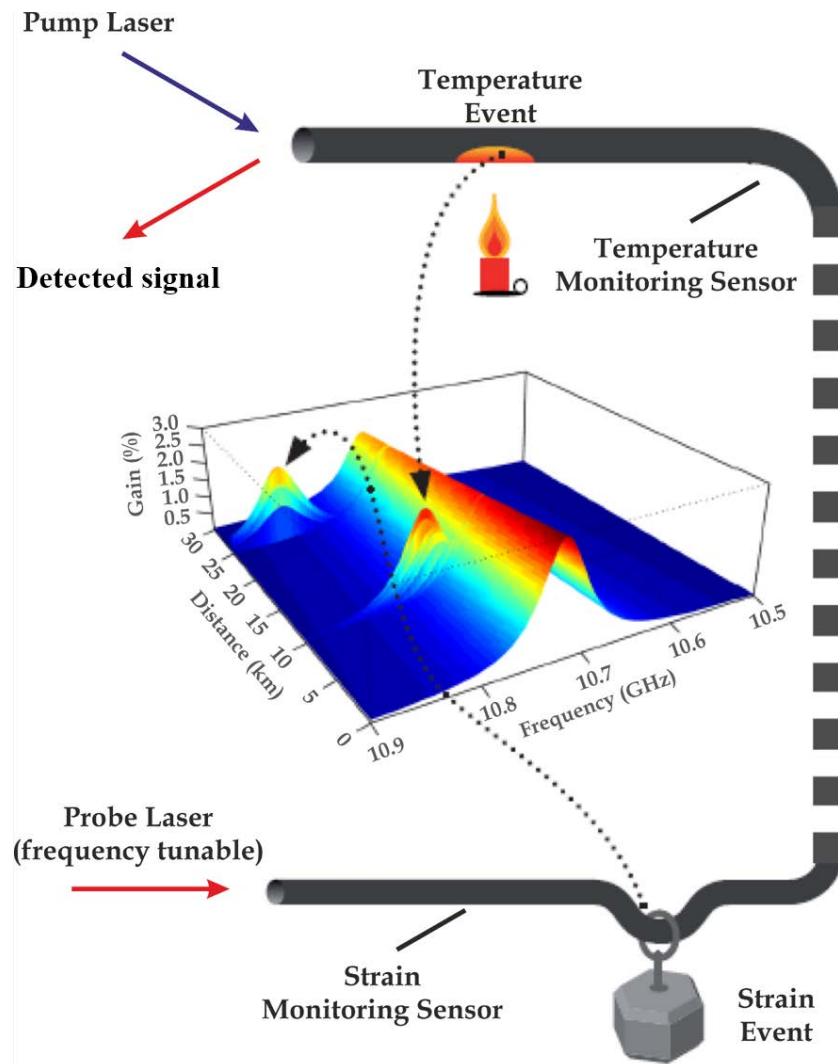 Pump Laser
Temperature
Event
Detected signal
Temperature
Monitoring Sensor
Gain (%)
3.0
2.5
2.0
1.5
1.0
0.5
30
25
20
15
10
5
0
Distance (km)
10.9
10.8
10.7
10.6
10.5
Frequency (GHz)
Probe Laser
(frequency tunable)
Strain
Monitoring Sensor
Strain
Event